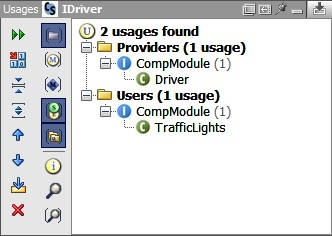 Usages IDriver
2 usages found
Providers (1 usage)
CompModule (1)
Driver
Users (1 usage)
CompModule (1)
TrafficLights